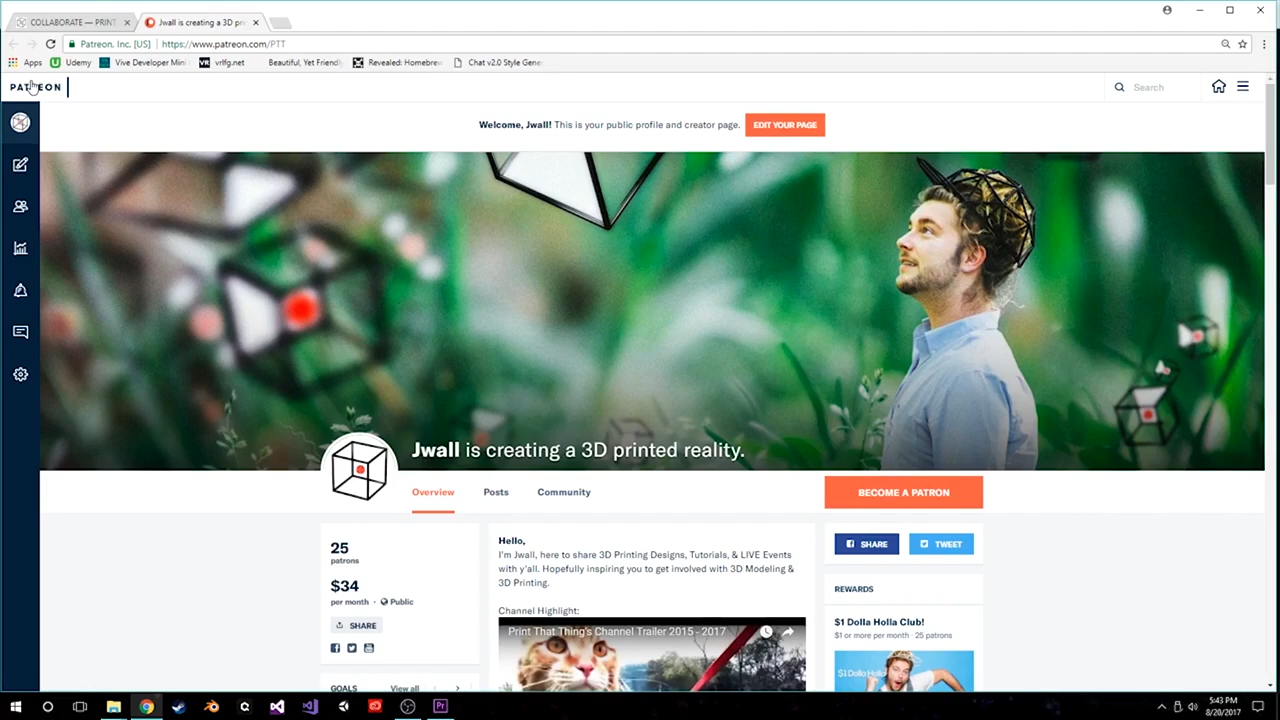 COLLABORATE — PRINT
Jwall is creating a 3D pr
Patreon, Inc. [US]
https://www.patreon.com/PTT
Apps
Udemy
Vive Developer Mini
vrlfg.net
Beautiful, Yet Friendl
Revealed: Homebrew
Chat v2.0 Style Gene
PATREON
Search
Welcome, Jwall! This is your public profile and creator page.
EDIT YOUR PAGE
Jwall is creating a 3D printed reality.
Overview
Posts
Community
BECOME A PATRON
25
patrons
$34
per month · Public
SHARE
GOALS
View all
Hello,
I'm Jwall, here to share 3D Printing Designs, Tutorials, & LIVE Events
with y'all. Hopefully inspiring you to get involved with 3D Modeling &
3D Printing.
Channel Highlight:
Print That Thing's Channel Trailer 2015 - 2017
SHARE
TWEET
REWARDS
$1 Dolla Holla Club!
$1 or more per month · 25 patrons
$1 Dolla Holla
5:43 PM
8/20/2017